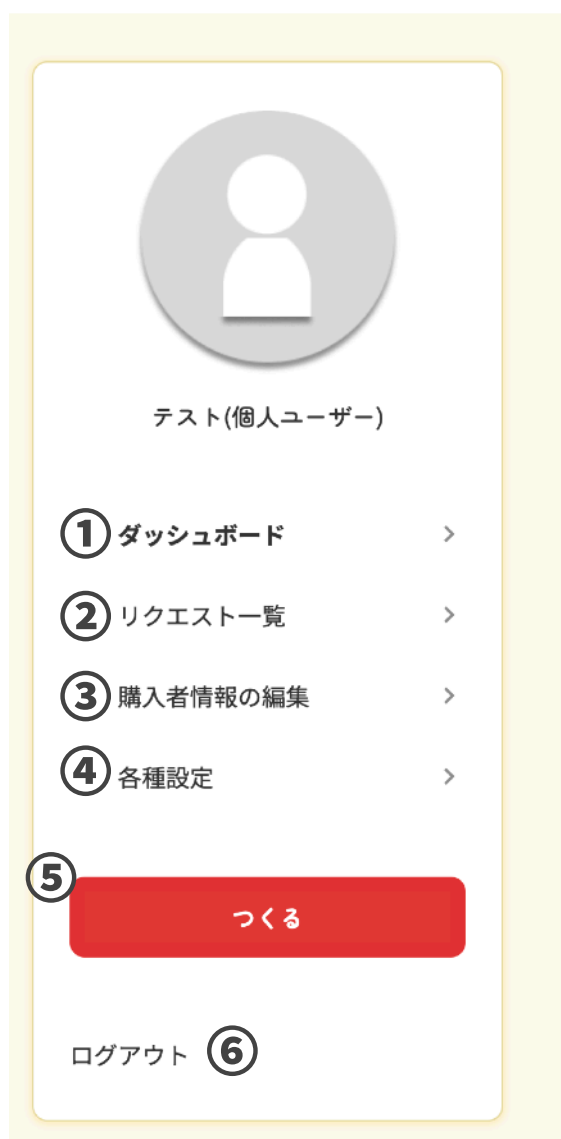 テスト(個人ユーザー)
① ダッシュボード
② リクエスト一覧
③ 購入者情報の編集
④ 各種設定
⑤
つくる
ログアウト ⑥